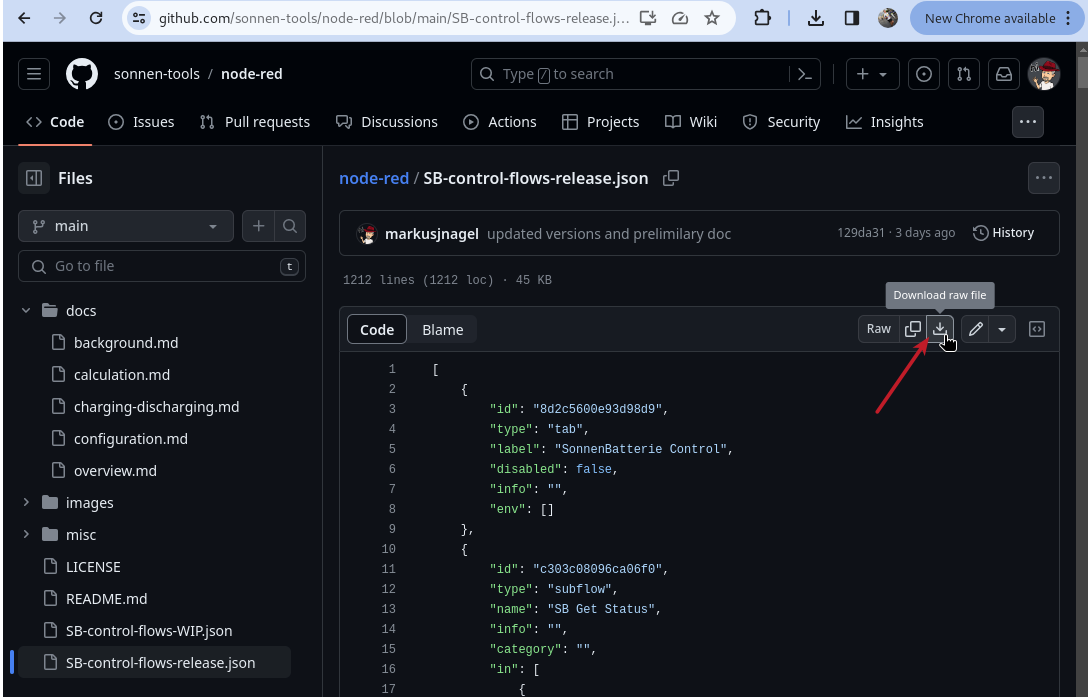 github.com/sonnen-tools/node-red/blob/main/SB-control-flows-release.j...
New Chrome available
sonnen-tools / node-red
Type / to search
Code
Issues
Pull requests
Discussions
Actions
Projects
Wiki
Security
Insights
Files
main
Go to file
t
docs
background.md
calculation.md
charging-discharging.md
configuration.md
overview.md
images
misc
LICENSE
README.md
SB-control-flows-WIP.json
SB-control-flows-release.json
node-red / SB-control-flows-release.json
markusjnagel updated versions and prelimilary doc
129da31 · 3 days ago
History
1212 lines (1212 loc) · 45 KB
Download raw file
Code
Blame
Raw
1 [
2 {
3 "id": "8d2c5600e93d98d9",
4 "type": "tab",
5 "label": "SonnenBatterie Control",
6 "disabled": false,
7 "info": "",
8 "env": []
9 },
10 {
11 "id": "c303c08096ca06f0",
12 "type": "subflow",
13 "name": "SB Get Status",
14 "info": "",
15 "category": "",
16 "in": [
17 {